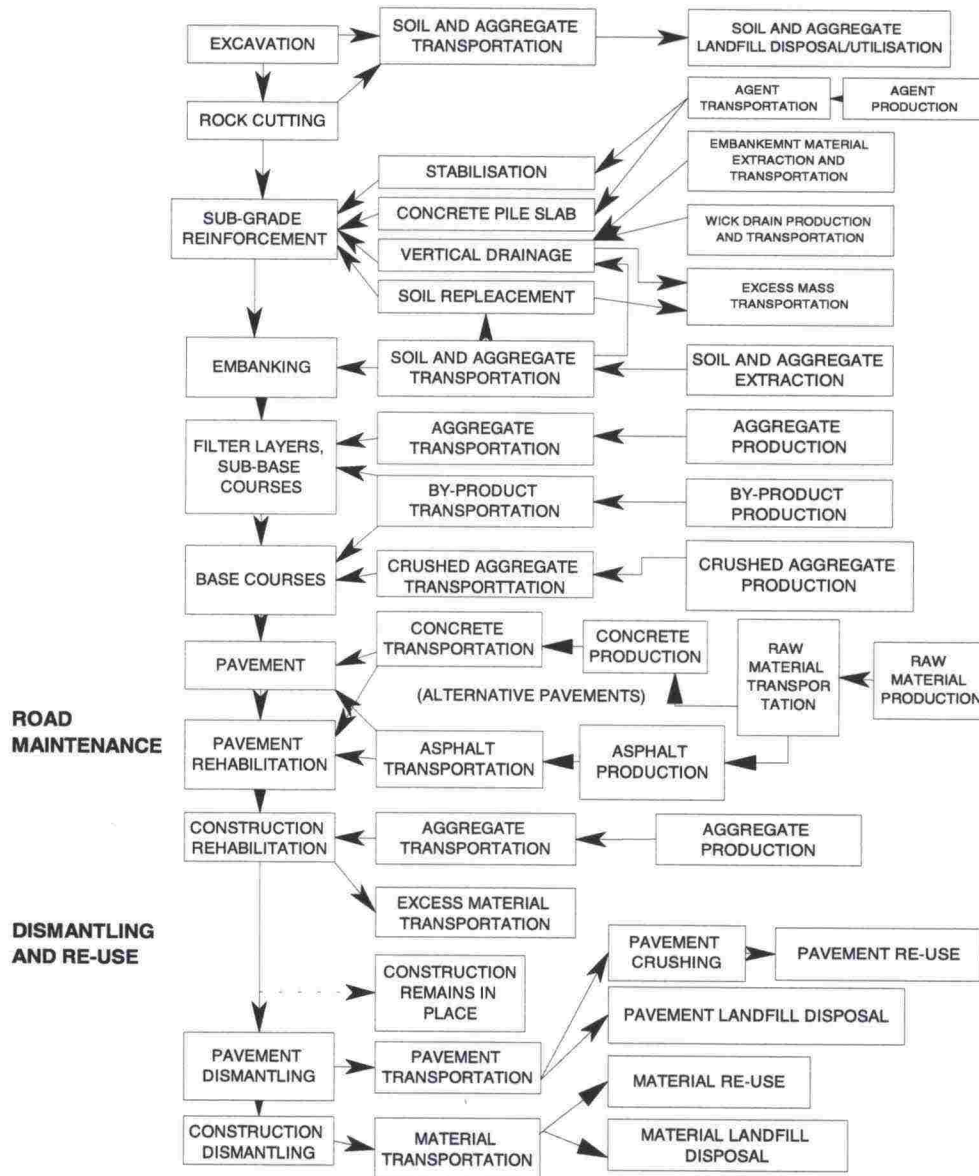 EXCAVATION
SOIL AND AGGREGATE
TRANSPORTATION
SOIL AND AGGREGATE
LANDFILL DISPOSAL/UTILISATION
AGENT
TRANSPORTATION
AGENT
PRODUCTION
ROCK CUTTING
EMBANKEMNT MATERIAL
EXTRACTION AND
TRANSPORTATION
STABILISATION
SUB-GRADE
REINFORCEMENT
CONCRETE PILE SLAB
WICK DRAIN PRODUCTION
AND TRANSPORTATION
VERTICAL DRAINAGE
SOIL REPLEACEMENT
EXCESS MASS
TRANSPORTATION
EMBANKING
SOIL AND AGGREGATE
TRANSPORTATION
SOIL AND AGGREGATE
EXTRACTION
FILTER LAYERS,
SUB-BASE
COURSES
AGGREGATE
TRANSPORTATION
AGGREGATE
PRODUCTION
BY-PRODUCT
TRANSPORTATION
BY-PRODUCT
PRODUCTION
BASE COURSES
CRUSHED AGGREGATE
TRANSPORTTATION
CRUSHED AGGREGATE
PRODUCTION
PAVEMENT
CONCRETE
TRANSPORTATION
CONCRETE
PRODUCTION
RAW
MATERIAL
TRANSPOR
TATION
RAW
MATERIAL
PRODUCTION
(ALTERNATIVE PAVEMENTS)
ROAD
MAINTENANCE
PAVEMENT
REHABILITATION
ASPHALT
TRANSPORTATION
ASPHALT
PRODUCTION
CONSTRUCTION
REHABILITATION
AGGREGATE
TRANSPORTATION
AGGREGATE
PRODUCTION
EXCESS MATERIAL
TRANSPORTATION
DISMANTLING
AND RE-USE
PAVEMENT
CRUSHING
PAVEMENT RE-USE
CONSTRUCTION
REMAINS IN
PLACE
PAVEMENT LANDFILL DISPOSAL
PAVEMENT
DISMANTLING
PAVEMENT
TRANSPORTATION
MATERIAL RE-USE
CONSTRUCTION
DISMANTLING
MATERIAL
TRANSPORTATION
MATERIAL LANDFILL
DISPOSAL